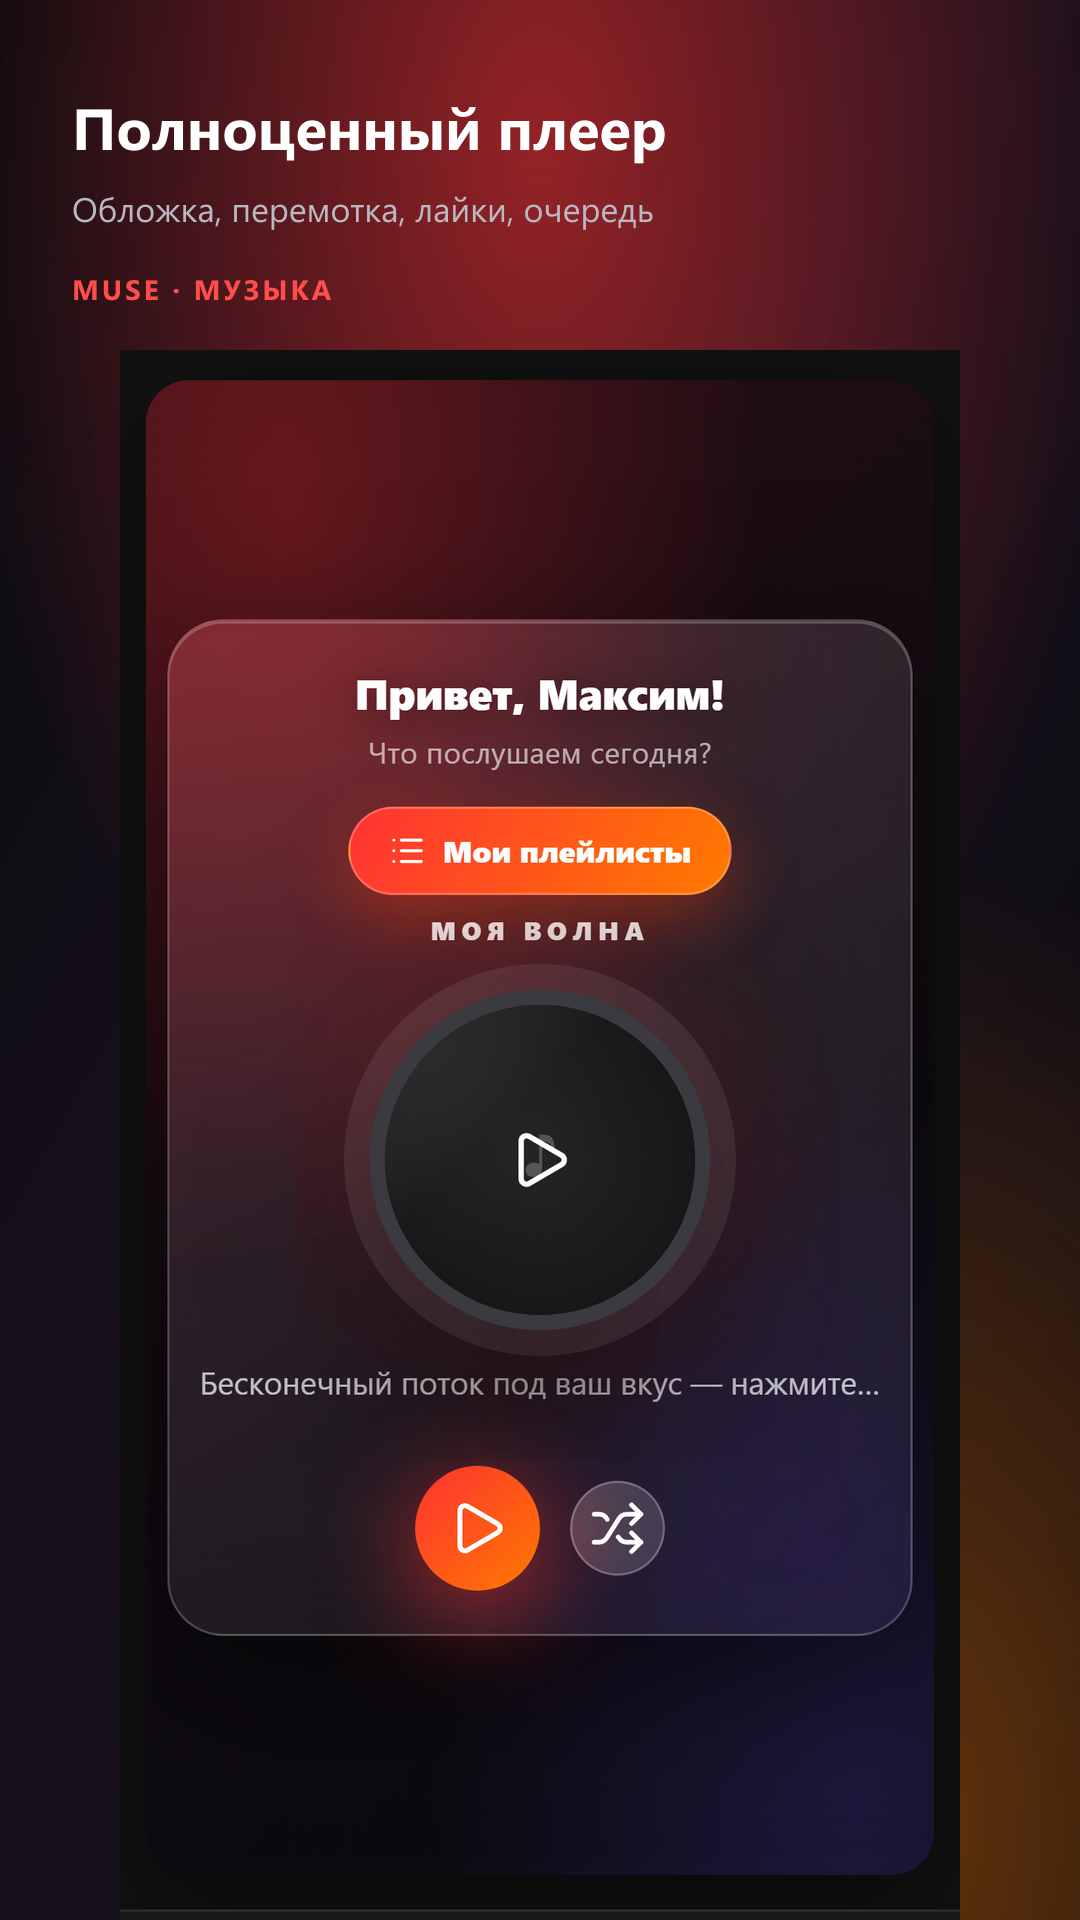 Полноценный плеер
Обложка, перемотка, лайки, очередь
MUSE · МУЗЫКА
Привет, Максим!
Что послушаем сегодня?
Мои плейлисты
МОЯ ВОЛНА
Бесконечный поток под ваш вкус — нажмите...